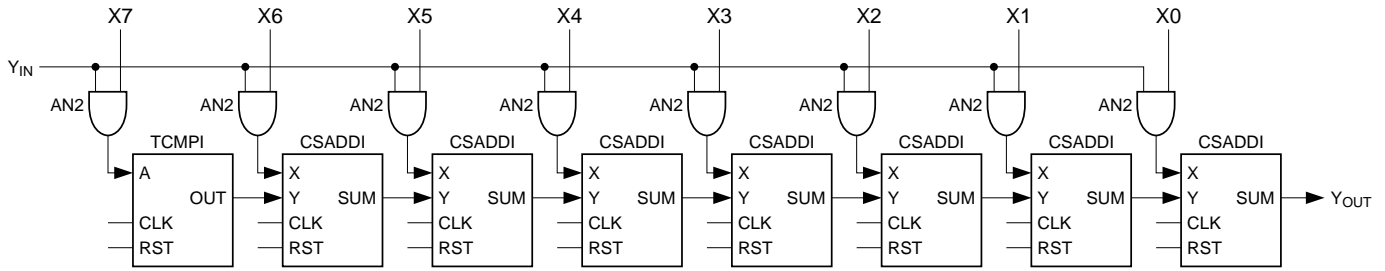 X7 X6 X5 X4 X3 X2 X1 X0
Y_IN
AN2 AN2 AN2 AN2 AN2 AN2 AN2 AN2
TCMPI CSADDI CSADDI CSADDI CSADDI CSADDI CSADDI CSADDI
A X X X X X X X
OUT Y SUM Y SUM Y SUM Y SUM Y SUM Y SUM Y SUM Y_OUT
CLK CLK CLK CLK CLK CLK CLK CLK
RST RST RST RST RST RST RST RST